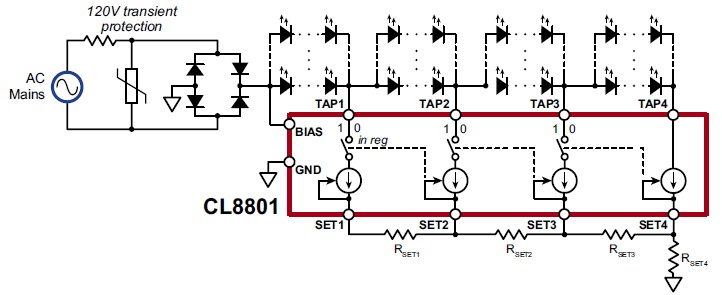 120V transient
protection
AC
Mains
TAP1
TAP2
TAP3
TAP4
BIAS
1 0
in reg
1 0
1 0
GND
CL8801
SET1
SET2
SET3
SET4
RSET1
RSET2
RSET3
RSET4